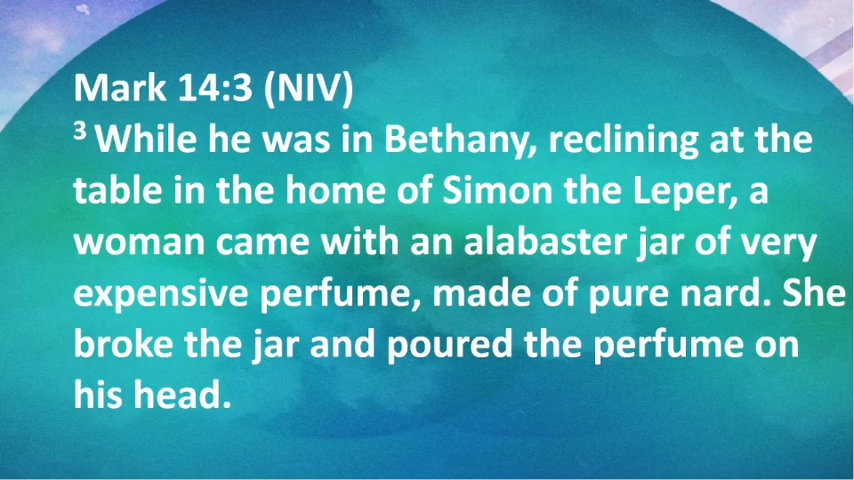 Mark 14:3 (NIV)
3 While he was in Bethany, reclining at the
table in the home of Simon the Leper, a
woman came with an alabaster jar of very
expensive perfume, made of pure nard. She
broke the jar and poured the perfume on
his head.